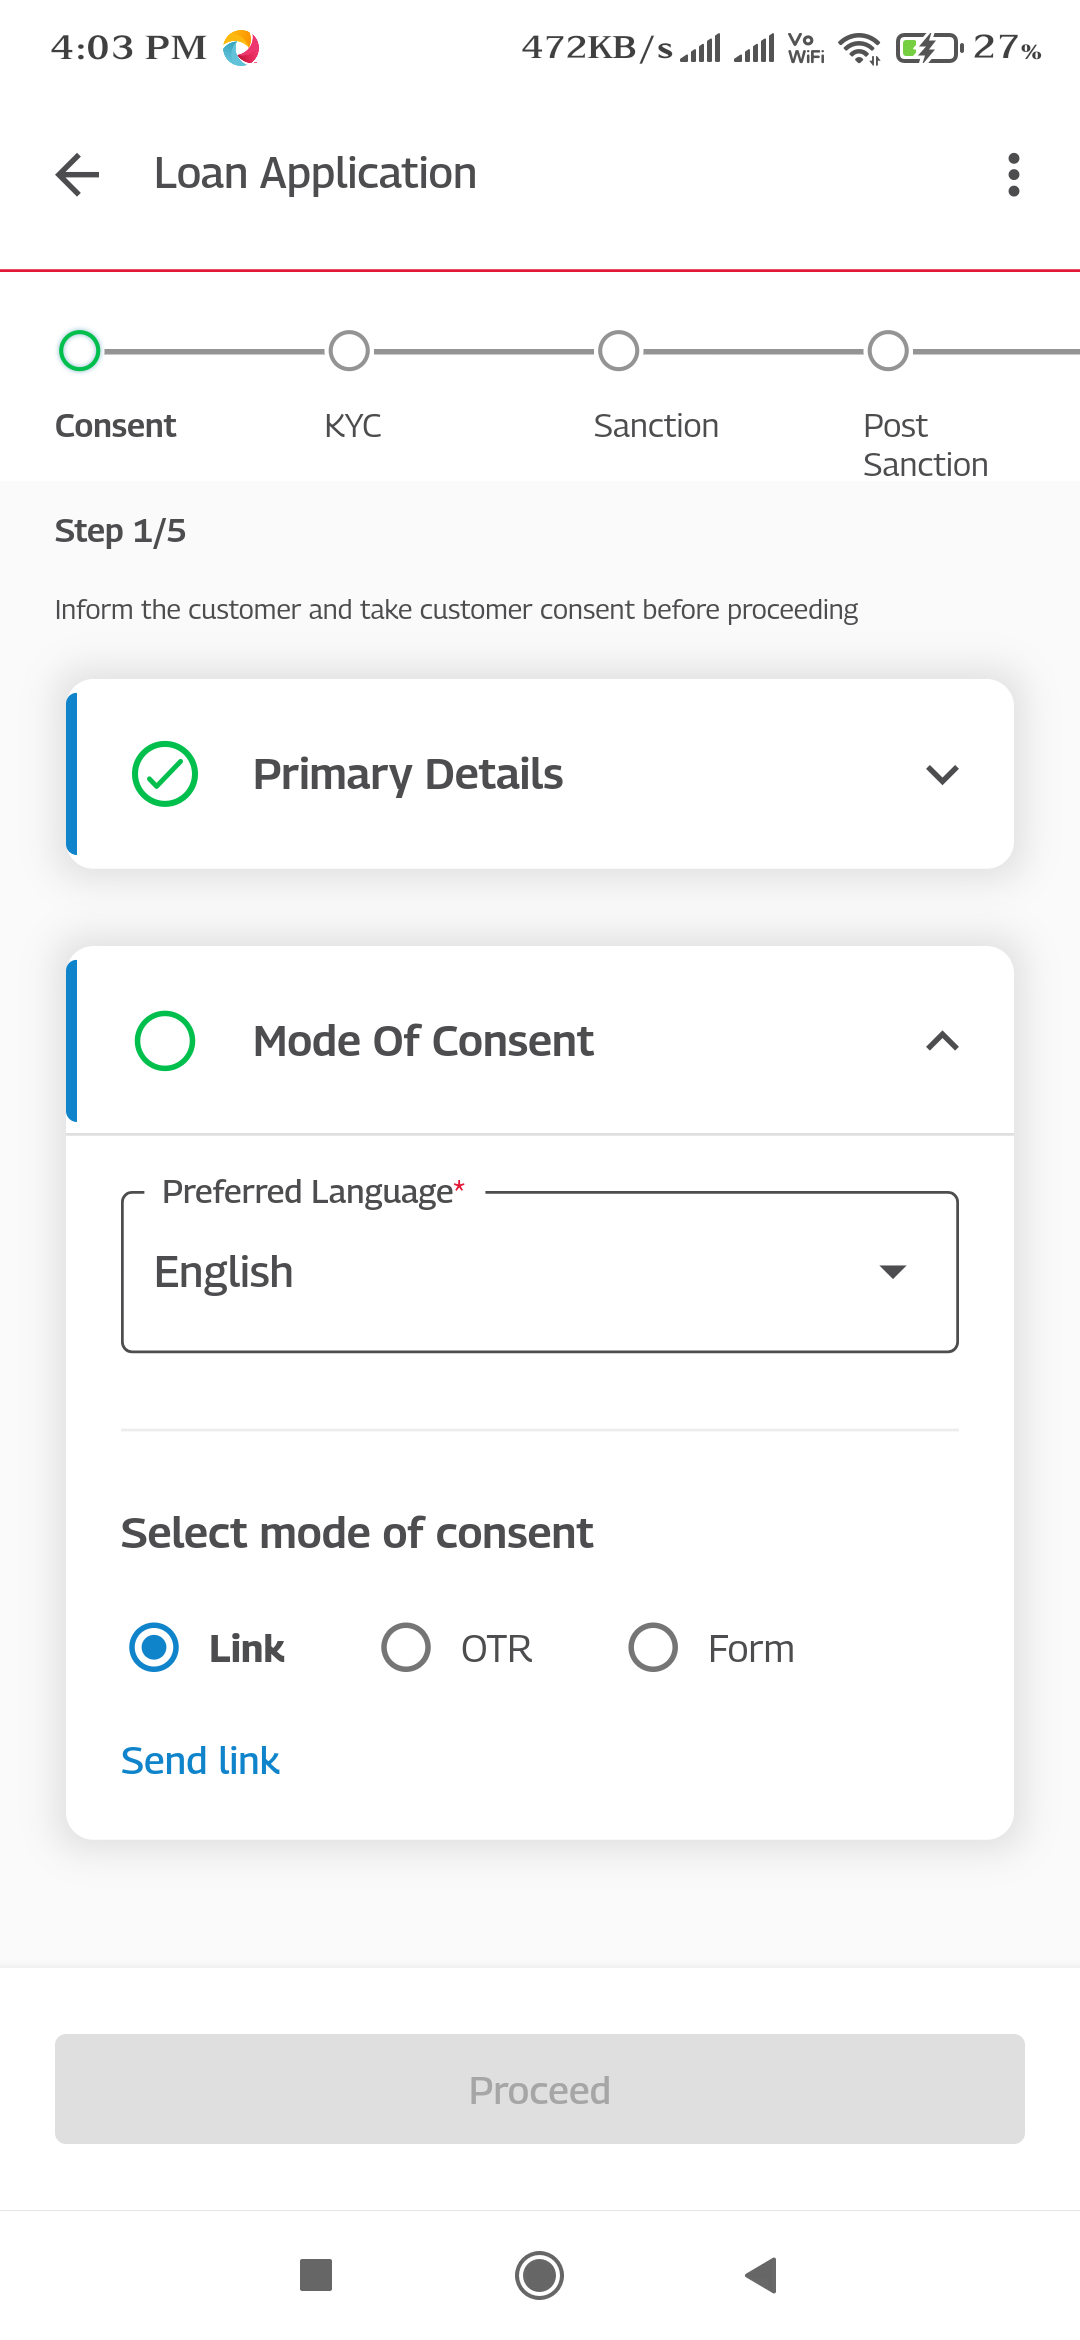 4:03 PM 472KB/s Vo WiFi 27%
Loan Application
Consent KYC Sanction Post Sanction
Step 1/5
Inform the customer and take customer consent before proceeding
Primary Details
Mode Of Consent
Preferred Language*
English
Select mode of consent
Link OTR Form
Send link
Proceed